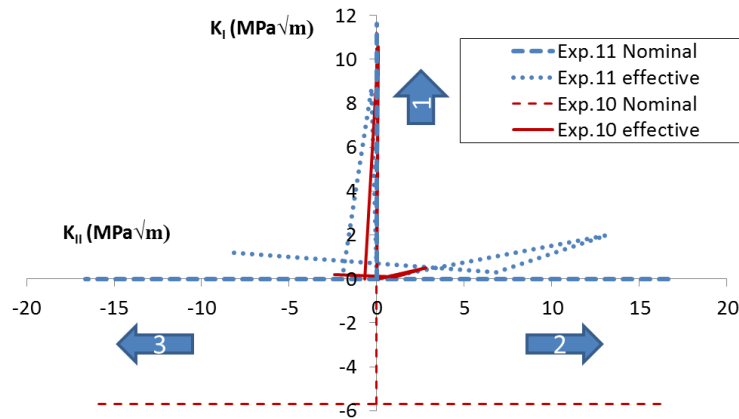 K_I (MPa√m)
12
10
8
6
4
2
0
-2
-4
-6
Exp.11 Nominal
Exp.11 effective
Exp.10 Nominal
Exp.10 effective
1
K_II (MPa√m)
-20 -15 -10 -5 0 5 10 15 20
3
2